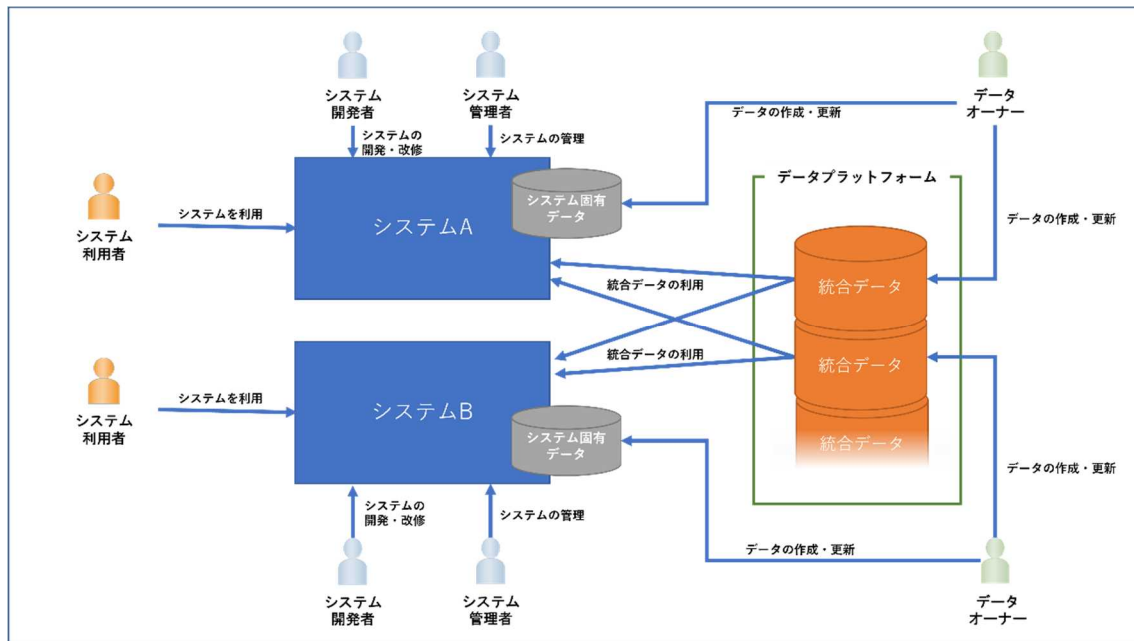 システム
開発者
システム
管理者
データ
オーナー
システムの
開発・改修
システムの管理
データの作成・更新
システム
利用者
システムを利用
システムA
システム固有
データ
データプラットフォーム
データの作成・更新
統合データの利用
統合データ
システム
利用者
システムを利用
システムB
システム固有
データ
統合データの利用
統合データ
統合データ
データの作成・更新
システムの
開発・改修
システムの管理
データの作成・更新
システム
開発者
システム
管理者
データ
オーナー